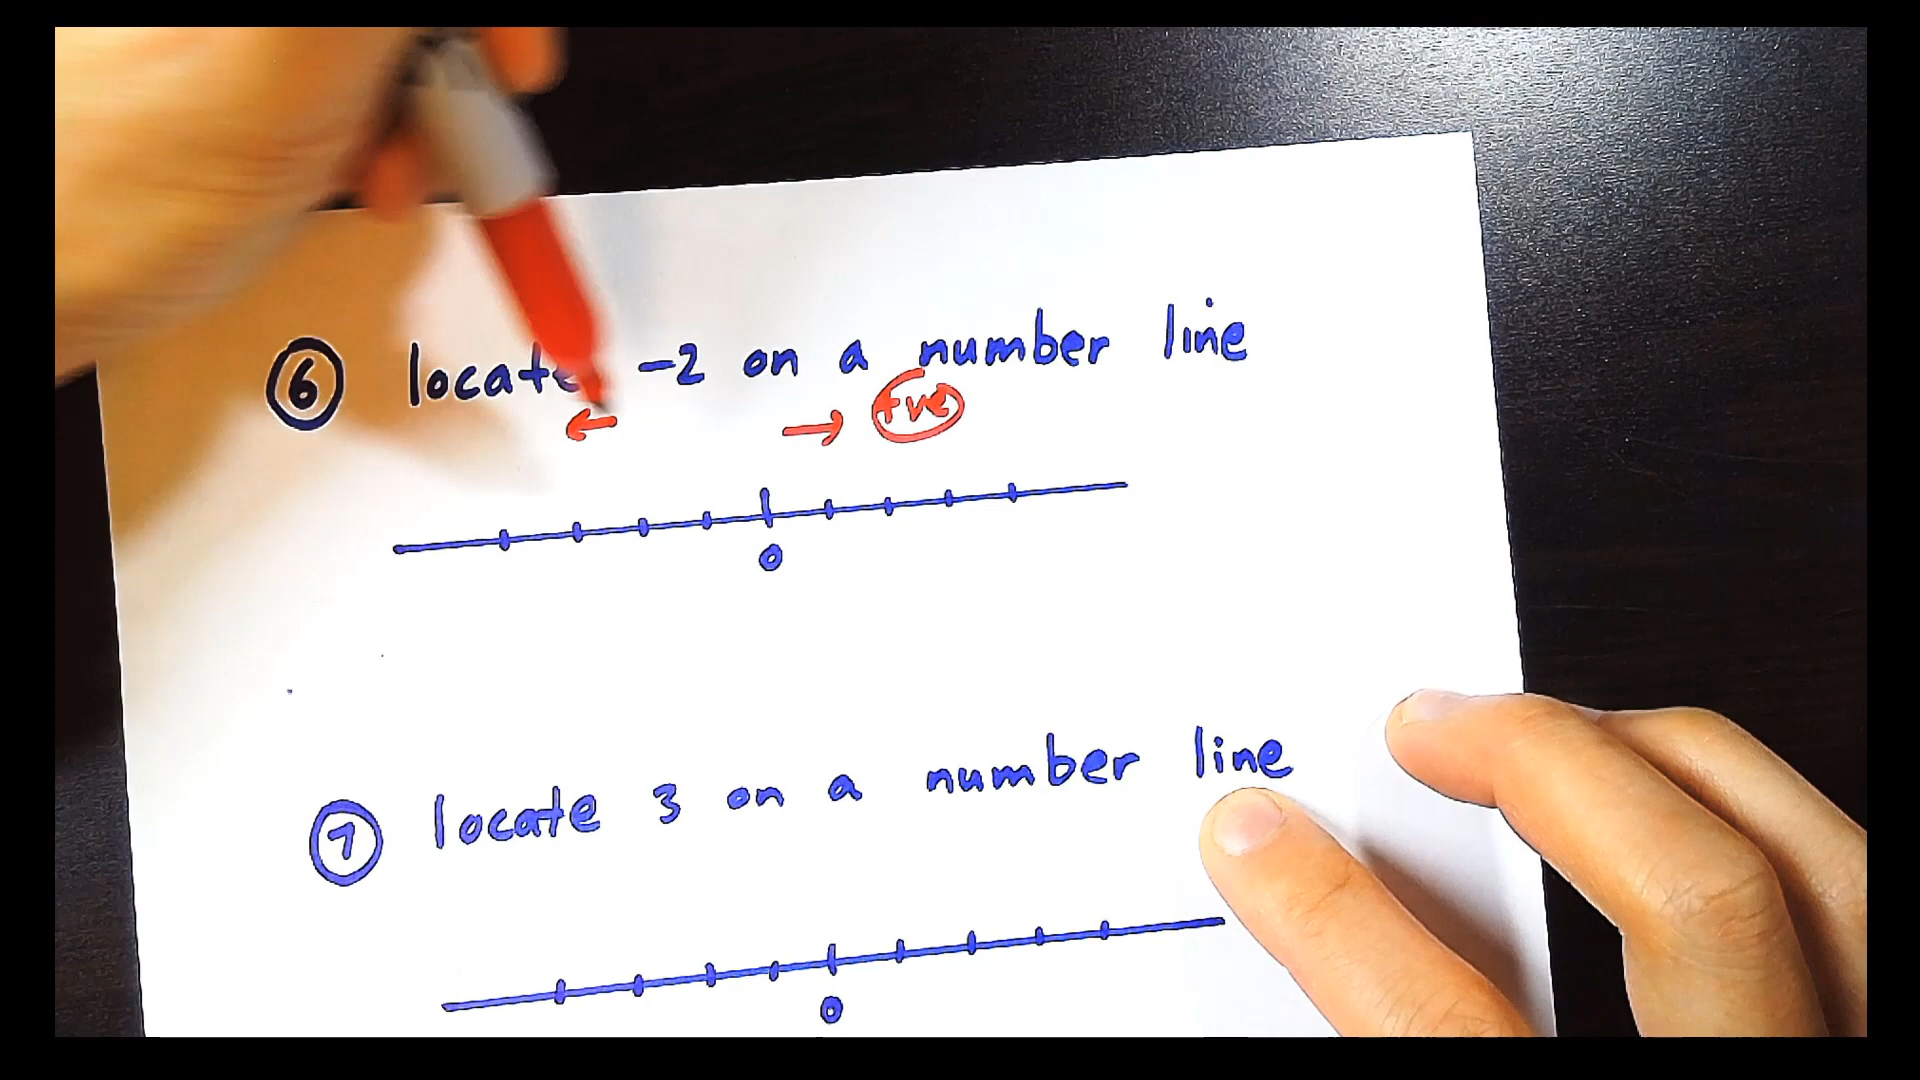 6 locate -2 on a number line
← → +ve
0
7 locate 3 on a number line
0